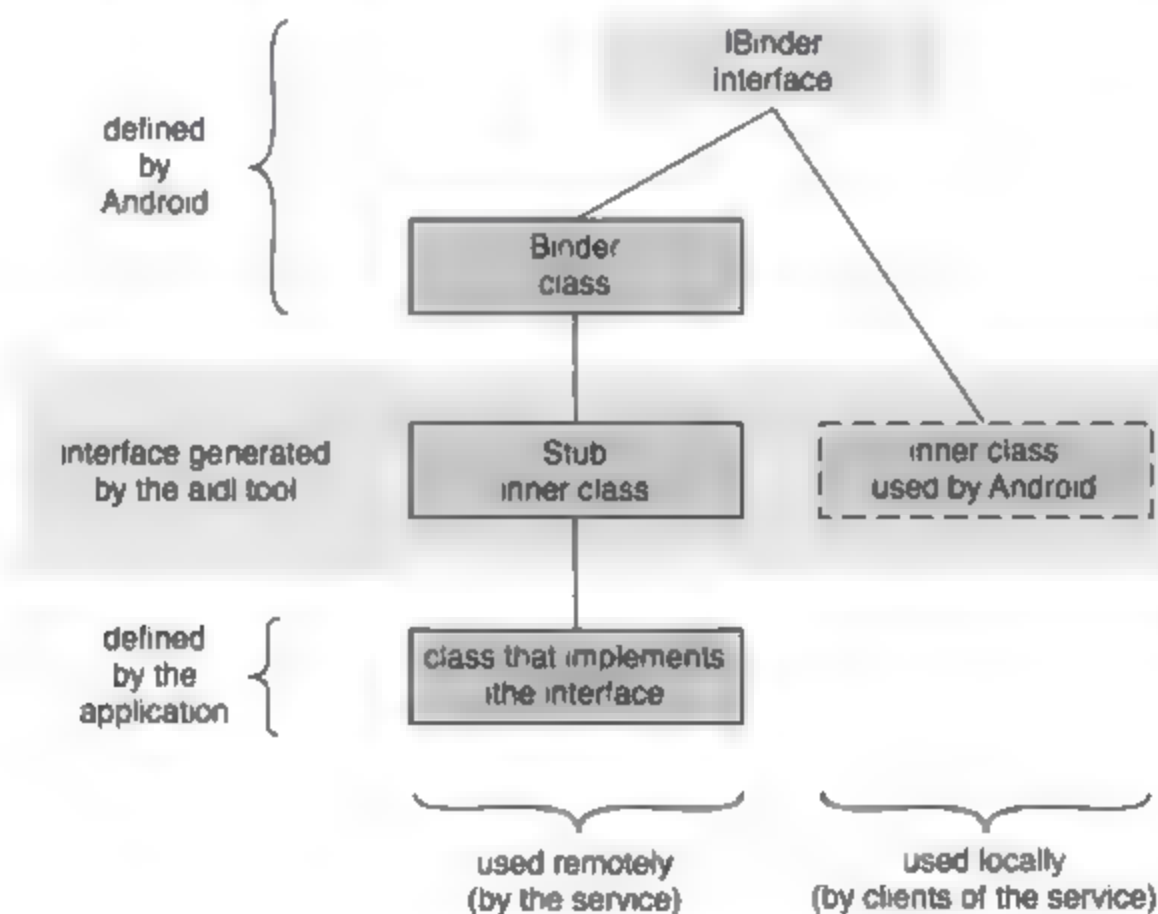 IBinder
interface
defined
by
Android
Binder
class
interface generated
by the aidl tool
Stub
inner class
inner class
used by Android
defined
by the
application
class that implements
ithe interface
used remotely
(by the service)
used locally
(by clients of the service)